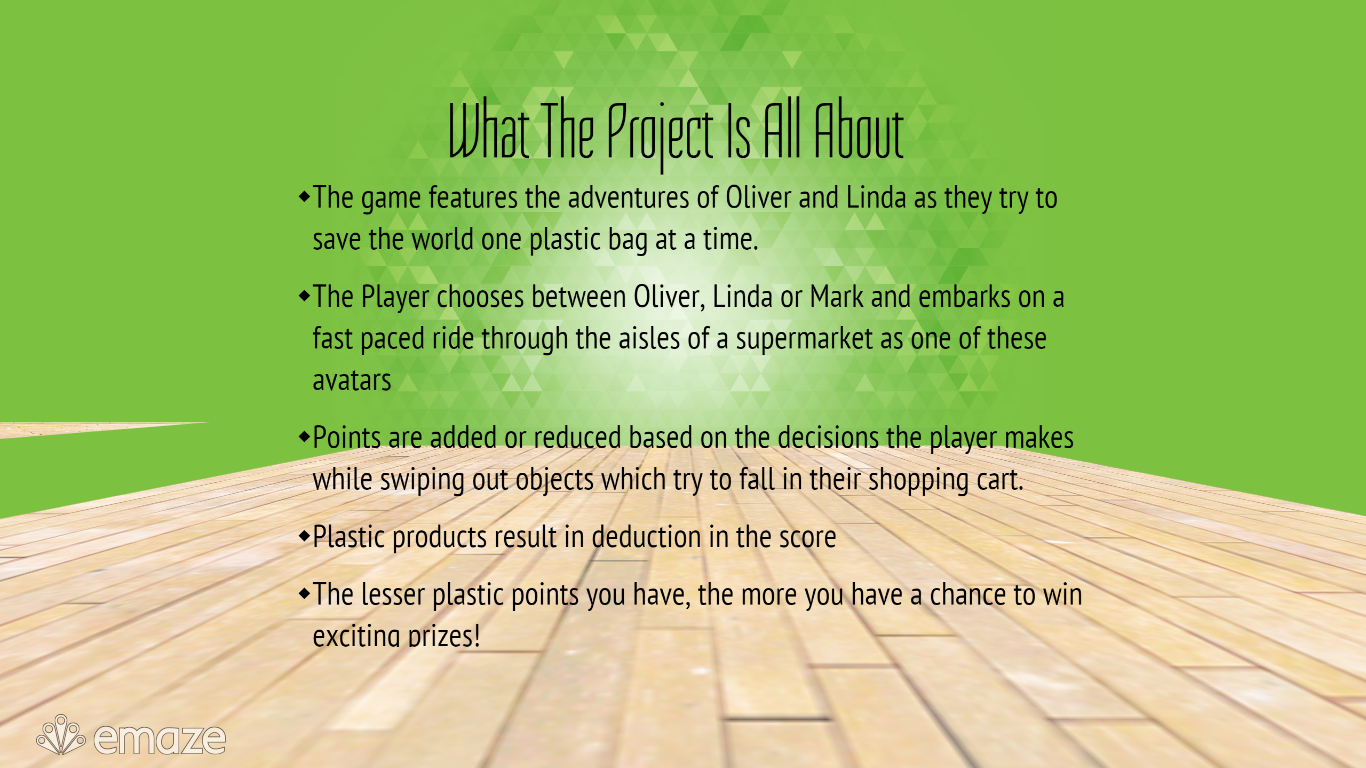 What The Project Is All About
◆The game features the adventures of Oliver and Linda as they try to
save the world one plastic bag at a time.
◆The Player chooses between Oliver, Linda or Mark and embarks on a
fast paced ride through the aisles of a supermarket as one of these
avatars
◆Points are added or reduced based on the decisions the player makes
while swiping out objects which try to fall in their shopping cart.
◆Plastic products result in deduction in the score
◆The lesser plastic points you have, the more you have a chance to win
exciting prizes!
emaze